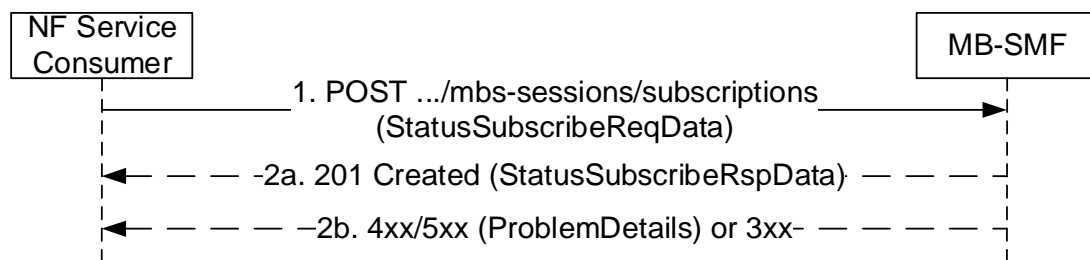 NF Service
Consumer
MB-SMF
1. POST .../mbs-sessions/subscriptions
(StatusSubscribeReqData)
2a. 201 Created (StatusSubscribeRspData)
2b. 4xx/5xx (ProblemDetails) or 3xx